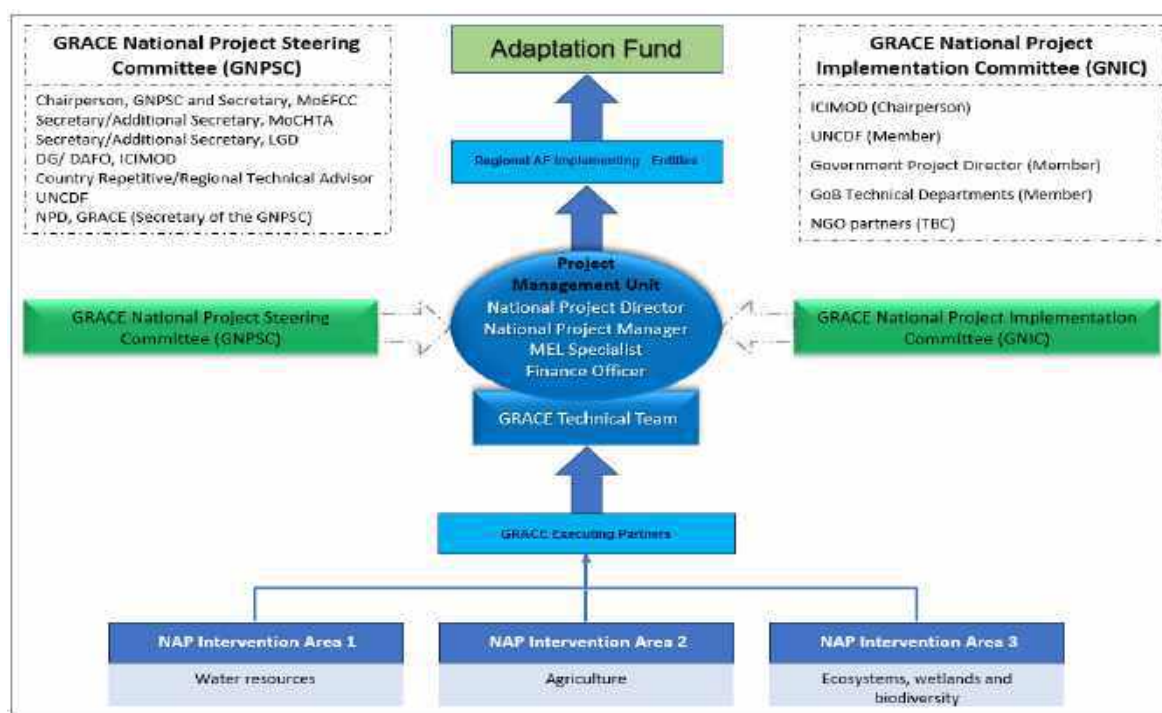 GRACE National Project Steering
Committee (GNPSC)
Chairperson, GNPSC and Secretary, MoEFCC
Secretary/Additional Secretary, MoCHTA
Secretary/Additional Secretary, LGD
DG/ DAFO, ICIMOD
Country Repetitive/Regional Technical Advisor
UNCDF
NPD, GRACE (Secretary of the GNPSC)
Adaptation Fund
GRACE National Project
Implementation Committee (GNIC)
ICIMOD (Chairperson)
UNCDF (Member)
Government Project Director (Member)
GoB Technical Departments (Member)
NGO partners (TBC)
Regional AF Implementing Entities
Project
Management Unit
National Project Director
National Project Manager
MEL Specialist
Finance Officer
GRACE National Project Steering
Committee (GNPSC)
GRACE National Project Implementation
Committee (GNIC)
GRACE Technical Team
GRACE Executing Partners
NAP Intervention Area 1
Water resources
NAP Intervention Area 2
Agriculture
NAP Intervention Area 3
Ecosystems, wetlands and
biodiversity